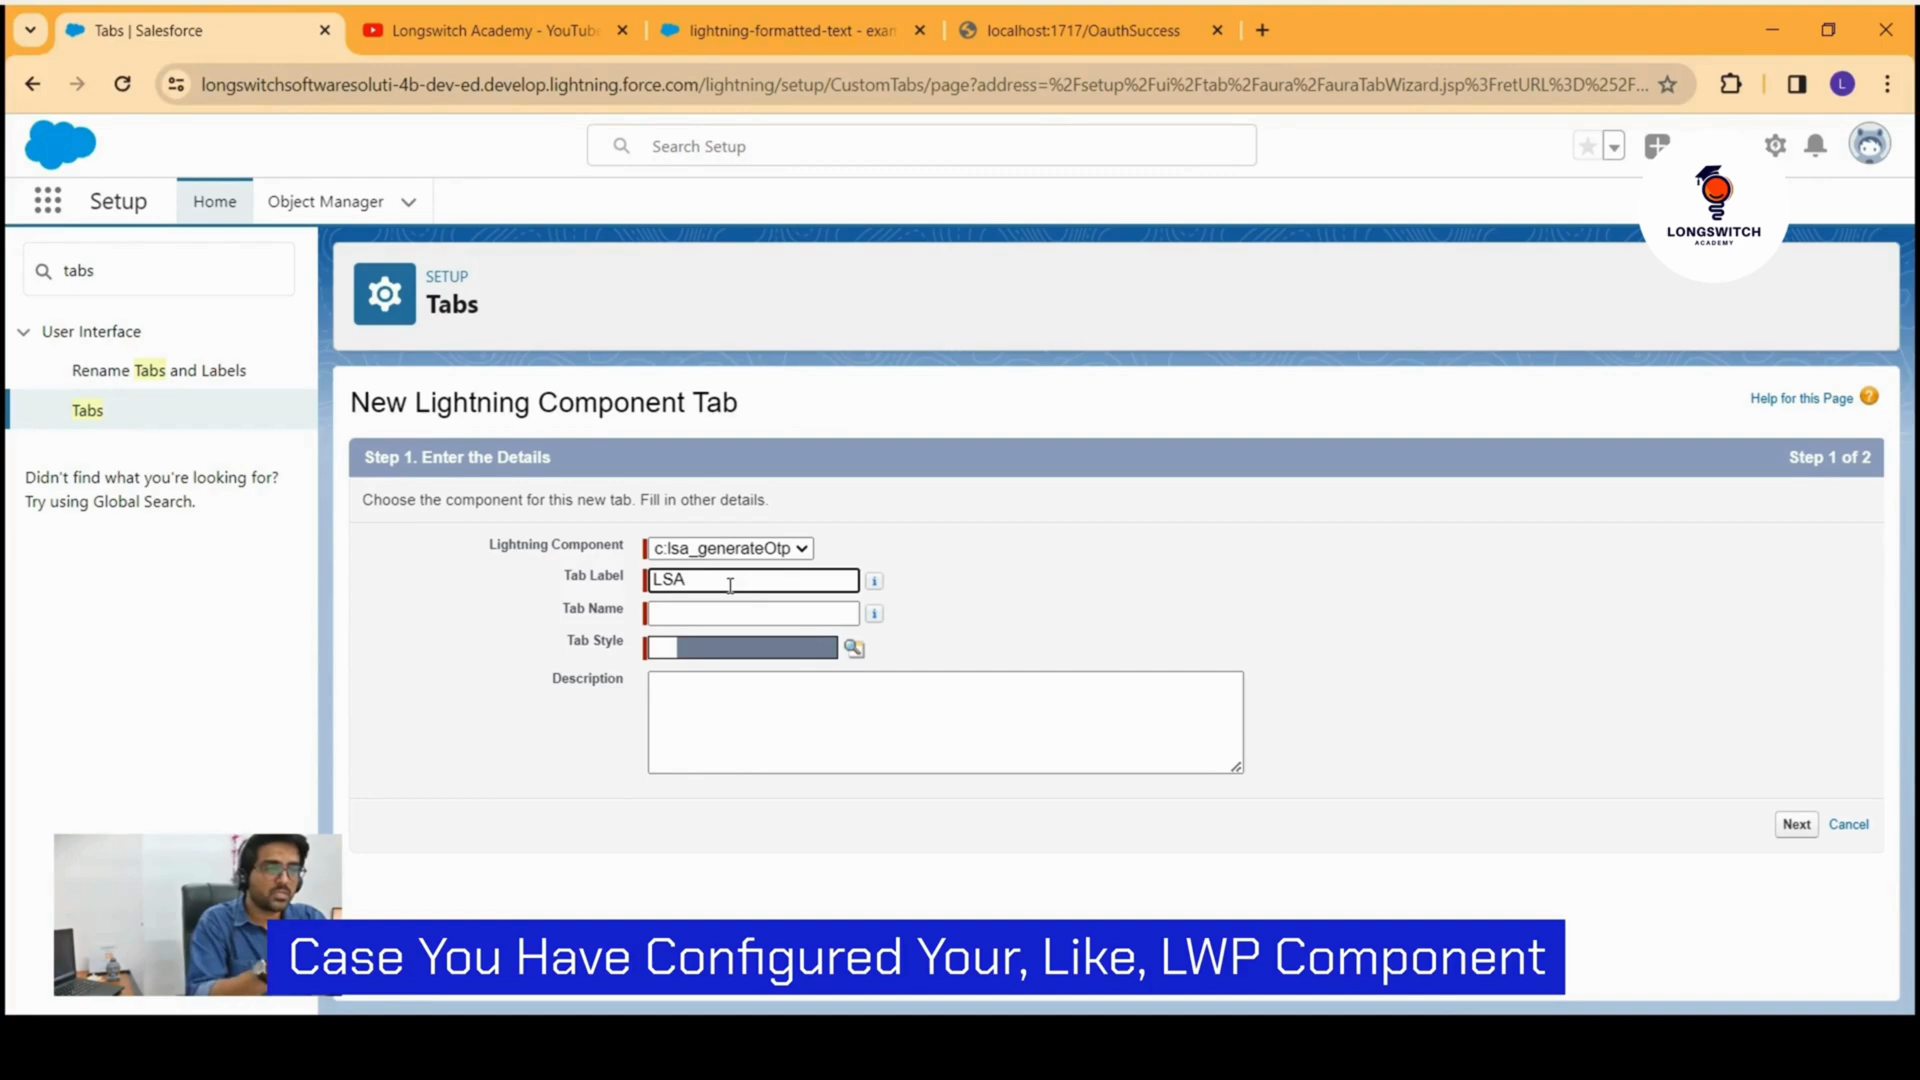 Tabs | Salesforce
Longswitch Academy - YouTub
lightning-formatted-text - exam
localhost:1717/OauthSuccess
longswitchsoftwaresoluti-4b-dev-ed.develop.lightning.force.com/lightning/setup/CustomTabs/page?address=%2Fsetup%2Fui%2Ftab%2Faura%2FauraTabWizard.jsp%3FretURL%3D%252F...
L
Search Setup
Setup
Home
Object Manager
LONGSWITCH
ACADEMY
tabs
User Interface
Rename Tabs and Labels
Tabs
Didn't find what you're looking for?
Try using Global Search.
SETUP
Tabs
New Lightning Component Tab
Help for this Page ?
Step 1. Enter the Details
Step 1 of 2
Choose the component for this new tab. Fill in other details.
Lightning Component
c:lsa_generateOtp
Tab Label
LSA
i
Tab Name
i
Tab Style
Description
Next
Cancel
Case You Have Configured Your, Like, LWP Component